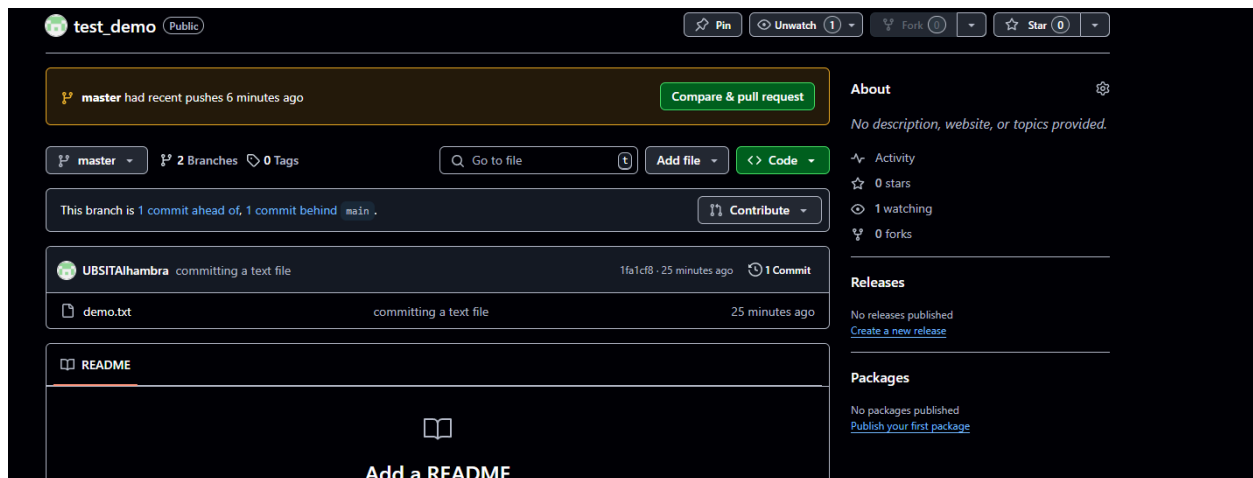 test_demo Public
Pin
Unwatch 1
Fork 0
Star 0
master had recent pushes 6 minutes ago
Compare & pull request
master
2 Branches
0 Tags
Go to file
t
Add file
<> Code
This branch is 1 commit ahead of, 1 commit behind main .
Contribute
UBSITAlhambra committing a text file
1fa1cf8 · 25 minutes ago
1 Commit
demo.txt
committing a text file
25 minutes ago
README
Add a README
About
No description, website, or topics provided.
Activity
0 stars
1 watching
0 forks
Releases
No releases published
Create a new release
Packages
No packages published
Publish your first package